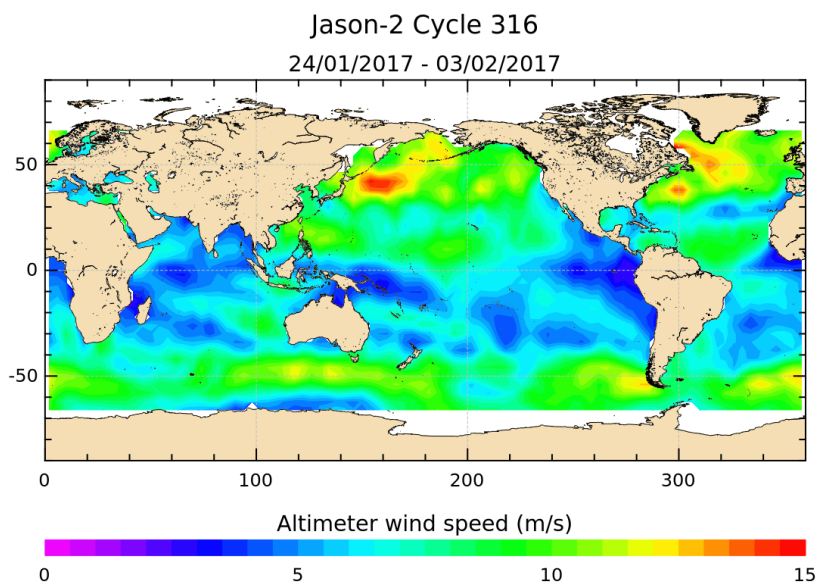 Jason-2 Cycle 316
24/01/2017 - 03/02/2017
50
0
-50
0 100 200 300
Altimeter wind speed (m/s)
0 5 10 15